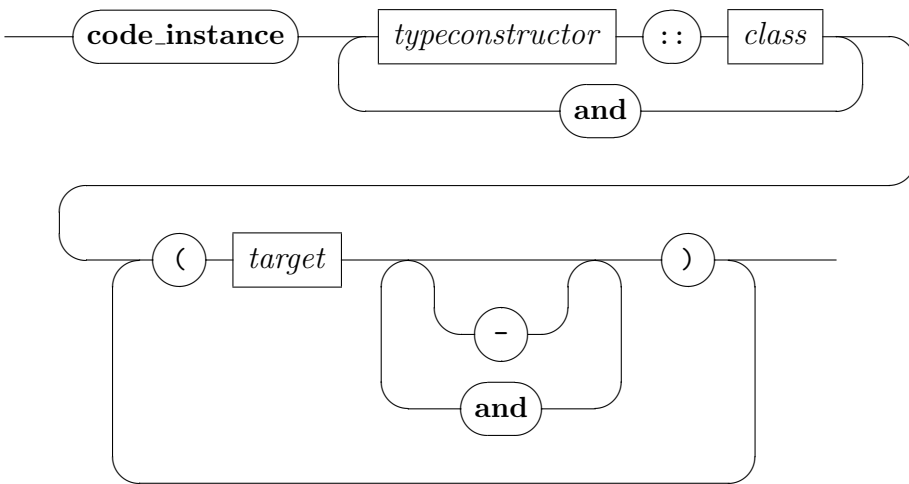 code_instance typeconstructor :: class
and
( target )
-
and